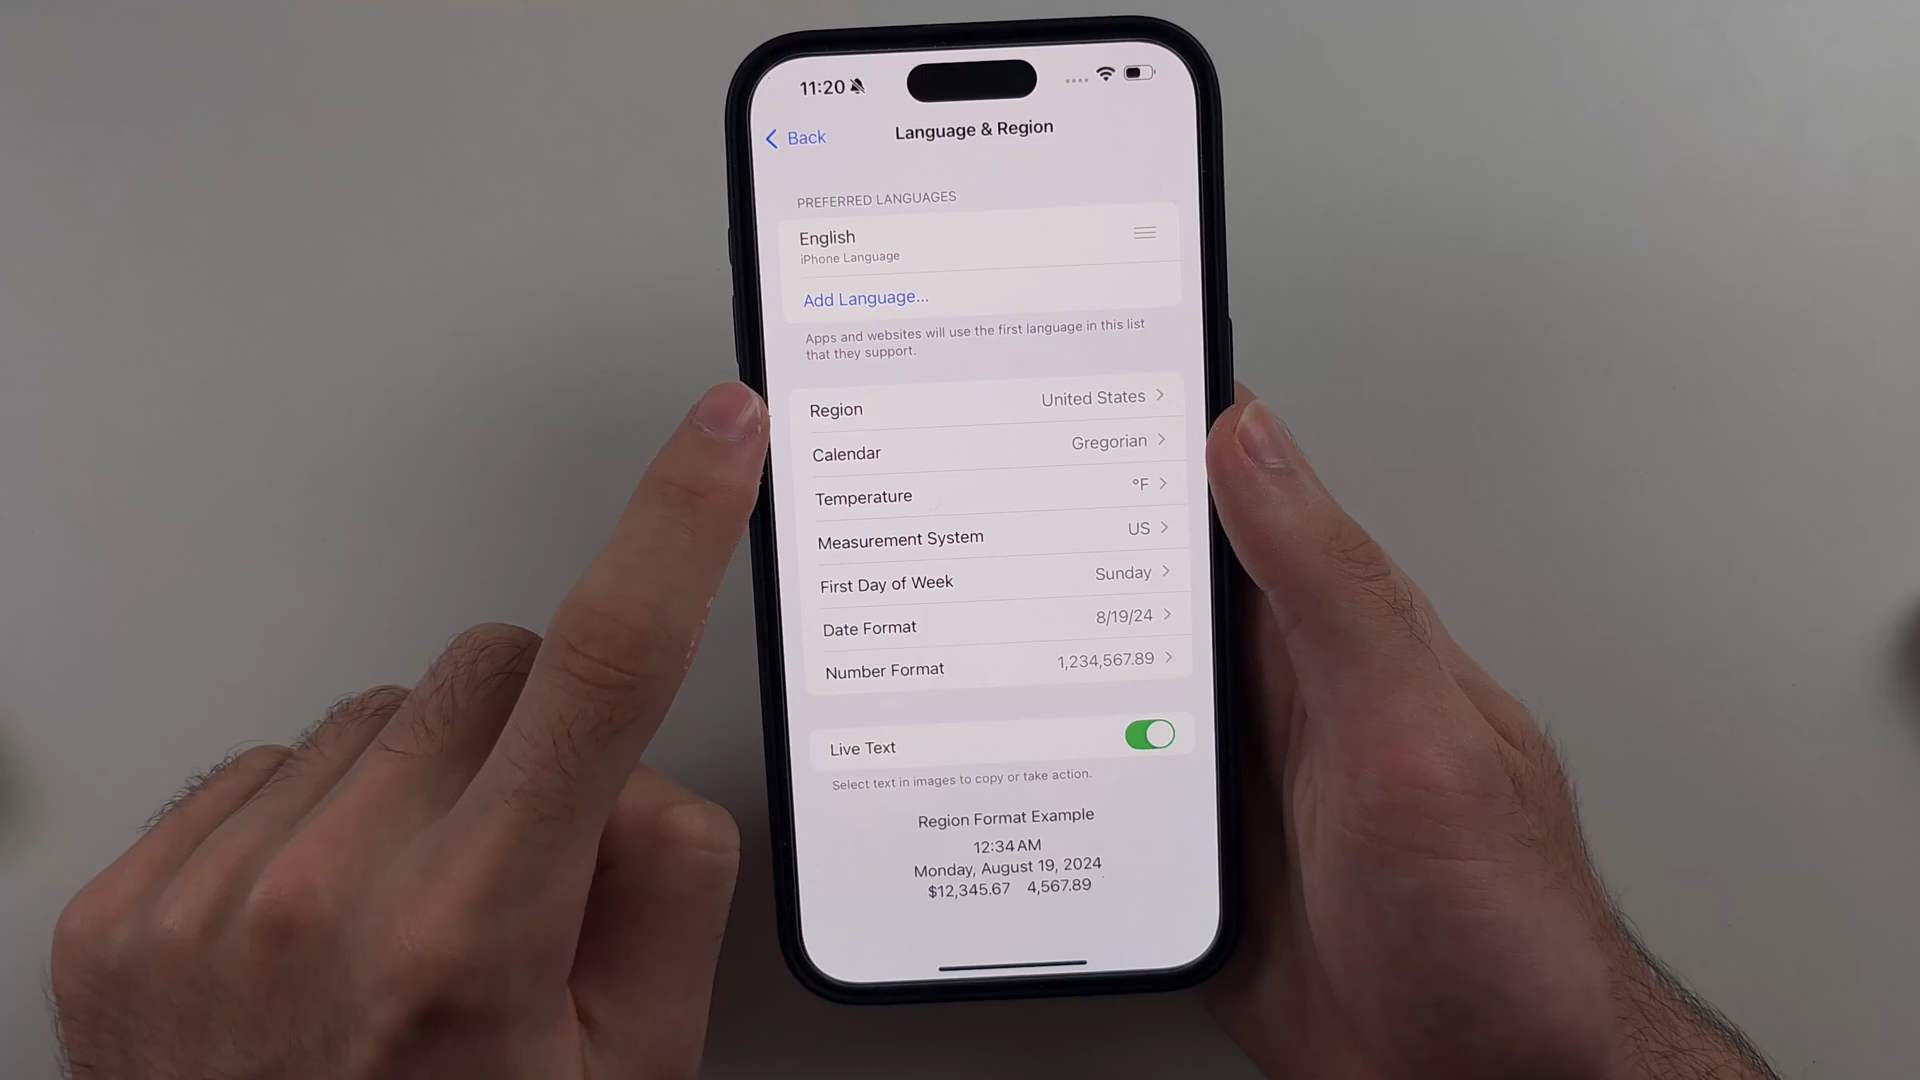 11:20
Back
Language & Region
PREFERRED LANGUAGES
English
iPhone Language
Add Language...
Apps and websites will use the first language in this list
that they support.
Region United States
Calendar Gregorian
Temperature °F
Measurement System US
First Day of Week Sunday
Date Format 8/19/24
Number Format 1,234,567.89
Live Text
Select text in images to copy or take action.
Region Format Example
12:34 AM
Monday, August 19, 2024
$12,345.67 4,567.89